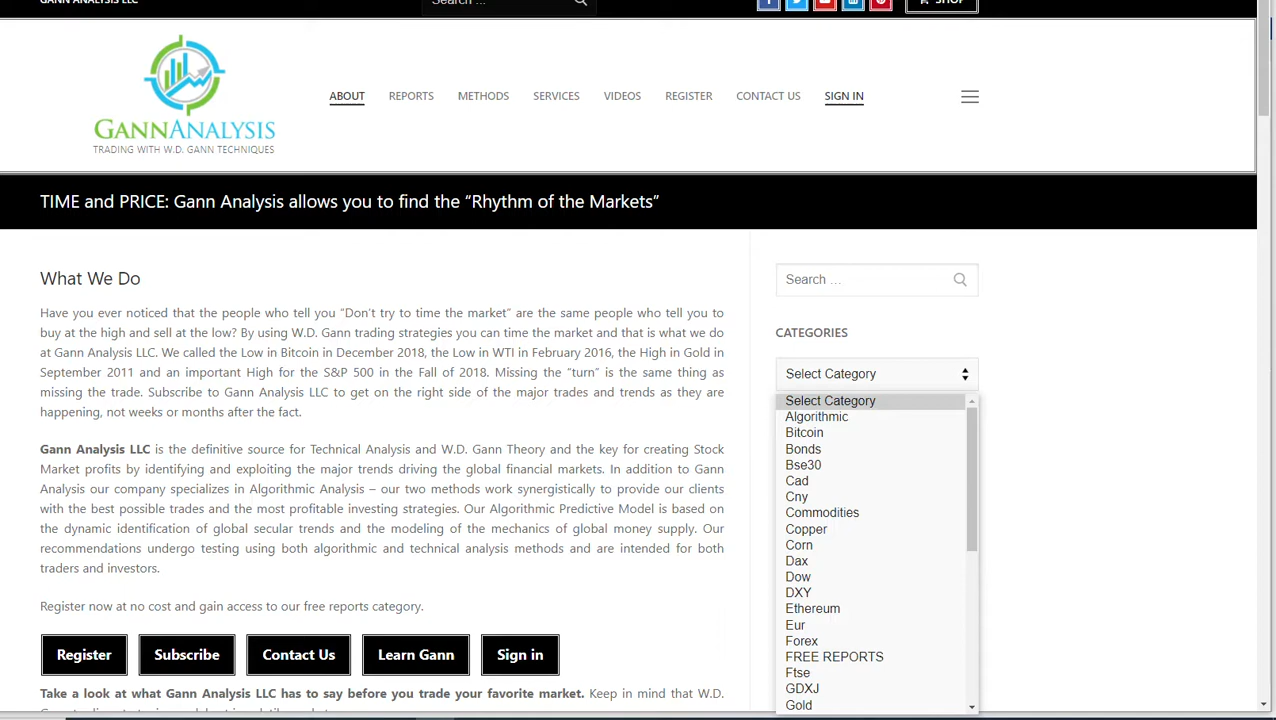 GANN ANALYSIS LLC
Search ...
SHOP
GANNANALYSIS
TRADING WITH W.D. GANN TECHNIQUES
ABOUT REPORTS METHODS SERVICES VIDEOS REGISTER CONTACT US SIGN IN
TIME and PRICE: Gann Analysis allows you to find the “Rhythm of the Markets”
What We Do
Have you ever noticed that the people who tell you “Don't try to time the market” are the same people who tell you to
buy at the high and sell at the low? By using W.D. Gann trading strategies you can time the market and that is what we do
at Gann Analysis LLC. We called the Low in Bitcoin in December 2018, the Low in WTI in February 2016, the High in Gold in
September 2011 and an important High for the S&P 500 in the Fall of 2018. Missing the “turn” is the same thing as
missing the trade. Subscribe to Gann Analysis LLC to get on the right side of the major trades and trends as they are
happening, not weeks or months after the fact.
Gann Analysis LLC is the definitive source for Technical Analysis and W.D. Gann Theory and the key for creating Stock
Market profits by identifying and exploiting the major trends driving the global financial markets. In addition to Gann
Analysis our company specializes in Algorithmic Analysis – our two methods work synergistically to provide our clients
with the best possible trades and the most profitable investing strategies. Our Algorithmic Predictive Model is based on
the dynamic identification of global secular trends and the modeling of the mechanics of global money supply. Our
recommendations undergo testing using both algorithmic and technical analysis methods and are intended for both
traders and investors.
Register now at no cost and gain access to our free reports category.
Register Subscribe Contact Us Learn Gann Sign in
Take a look at what Gann Analysis LLC has to say before you trade your favorite market. Keep in mind that W.D.
Search ...
CATEGORIES
Select Category
Select Category
Algorithmic
Bitcoin
Bonds
Bse30
Cad
Cny
Commodities
Copper
Corn
Dax
Dow
DXY
Ethereum
Eur
Forex
FREE REPORTS
Ftse
GDXJ
Gold